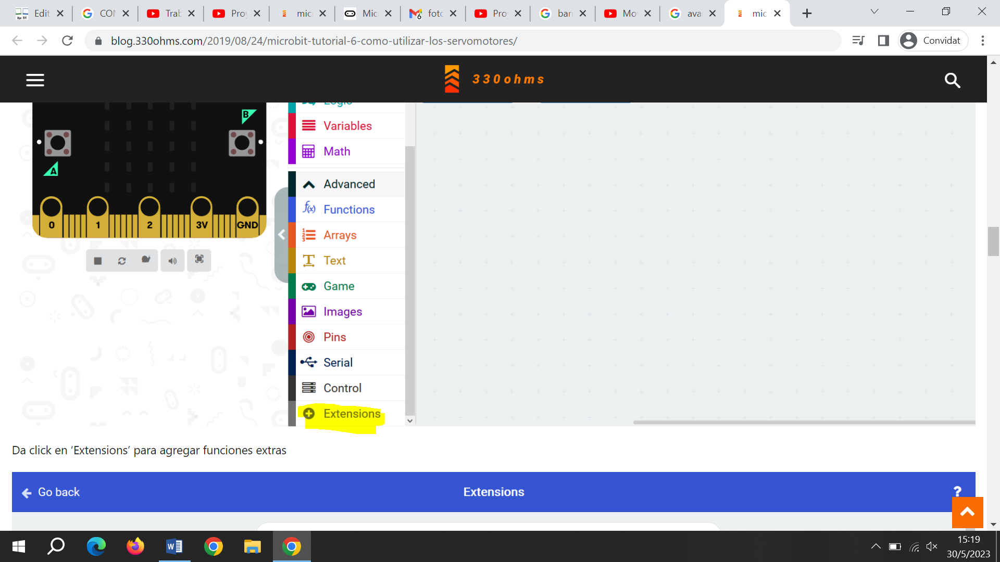 Edit
CON
Trab
Pro
mic
Mic
foto
Pro
bar
Mo
ava
mic
blog.330ohms.com/2019/08/24/microbit-tutorial-6-como-utilizar-los-servomotores/
Convidat
330ohms
Logic
B
Variables
Math
A
Advanced
Functions
0 1 2 3V GND
Arrays
Text
Game
Images
Pins
Serial
Control
Extensions
Da click en ‘Extensions’ para agregar funciones extras
Go back
Extensions
?
15:19
30/5/2023